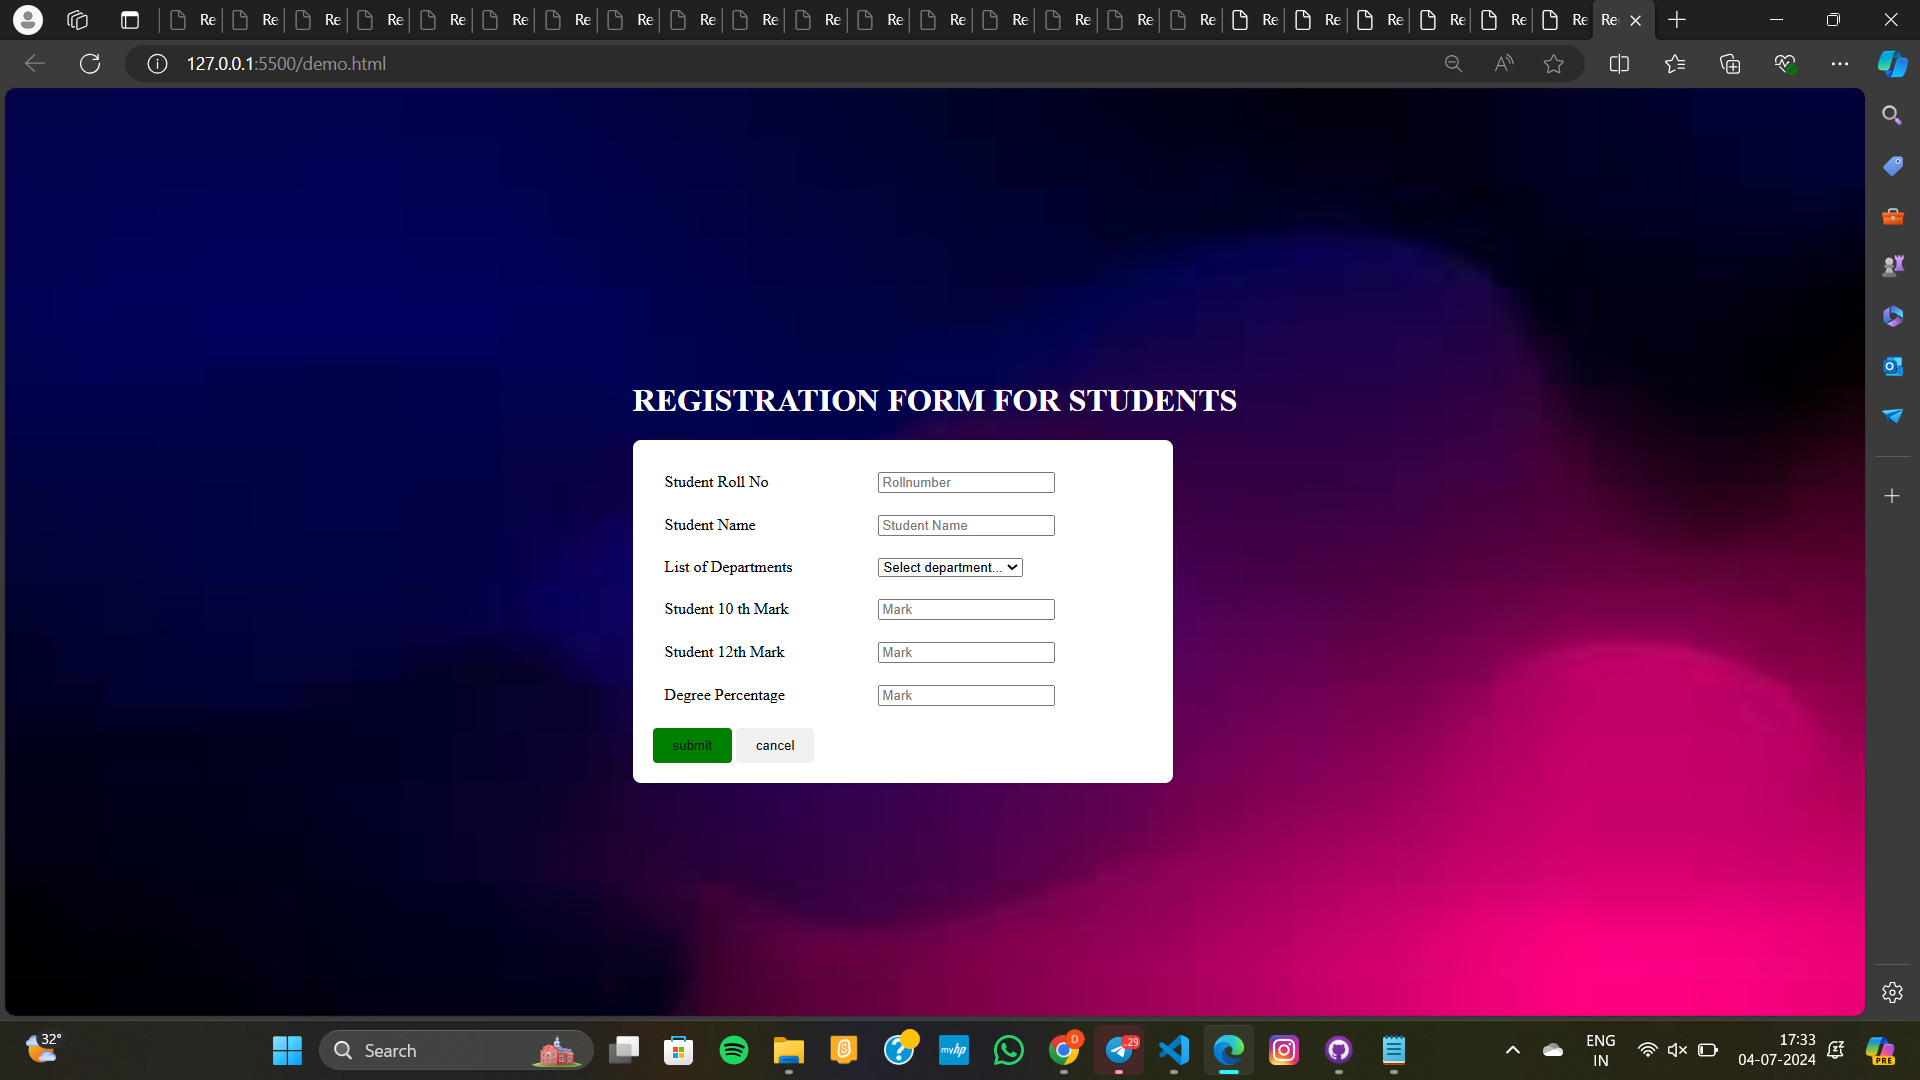 Re Re Re Re Re Re Re Re Re Re Re Re Re Re Re Re Re Re Re Re Re Re Re Re
127.0.0.1:5500/demo.html
REGISTRATION FORM FOR STUDENTS
Student Roll No Rollnumber
Student Name Student Name
List of Departments Select department...
Student 10 th Mark Mark
Student 12th Mark Mark
Degree Percentage Mark
submit cancel
32°
Search
myhp
D
..29
ENG
IN
17:33
04-07-2024
PRE